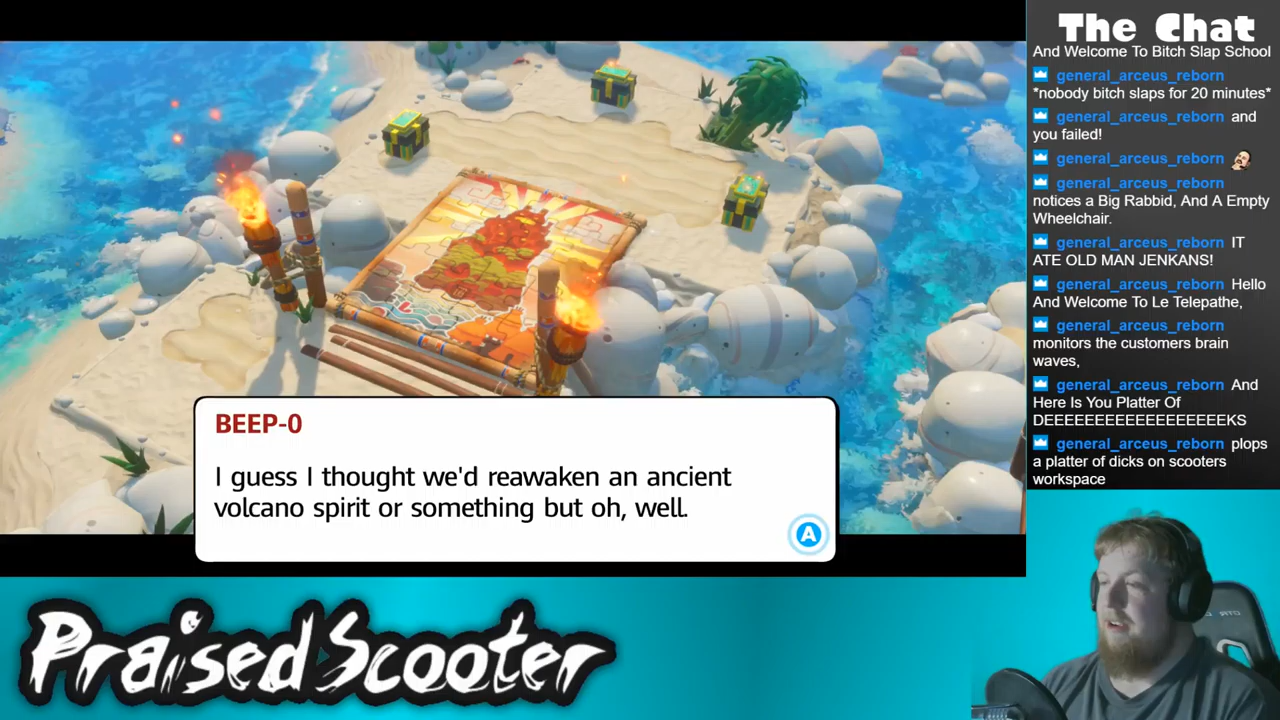 The Chat
And Welcome To Bitch Slap School
general_arceus_reborn
*nobody bitch slaps for 20 minutes*
general_arceus_reborn and
you failed!
general_arceus_reborn
general_arceus_reborn
notices a Big Rabbid, And A Empty
Wheelchair.
general_arceus_reborn IT
ATE OLD MAN JENKANS!
general_arceus_reborn Hello
And Welcome To Le Telepathe,
general_arceus_reborn
monitors the customers brain
waves,
general_arceus_reborn And
Here Is You Platter Of
DEEEEEEEEEEEEEEEEEEKS
general_arceus_reborn plops
a platter of dicks on scooters
workspace
BEEP-0
I guess I thought we'd reawaken an ancient
volcano spirit or something but oh, well.
A
PraisedScooter